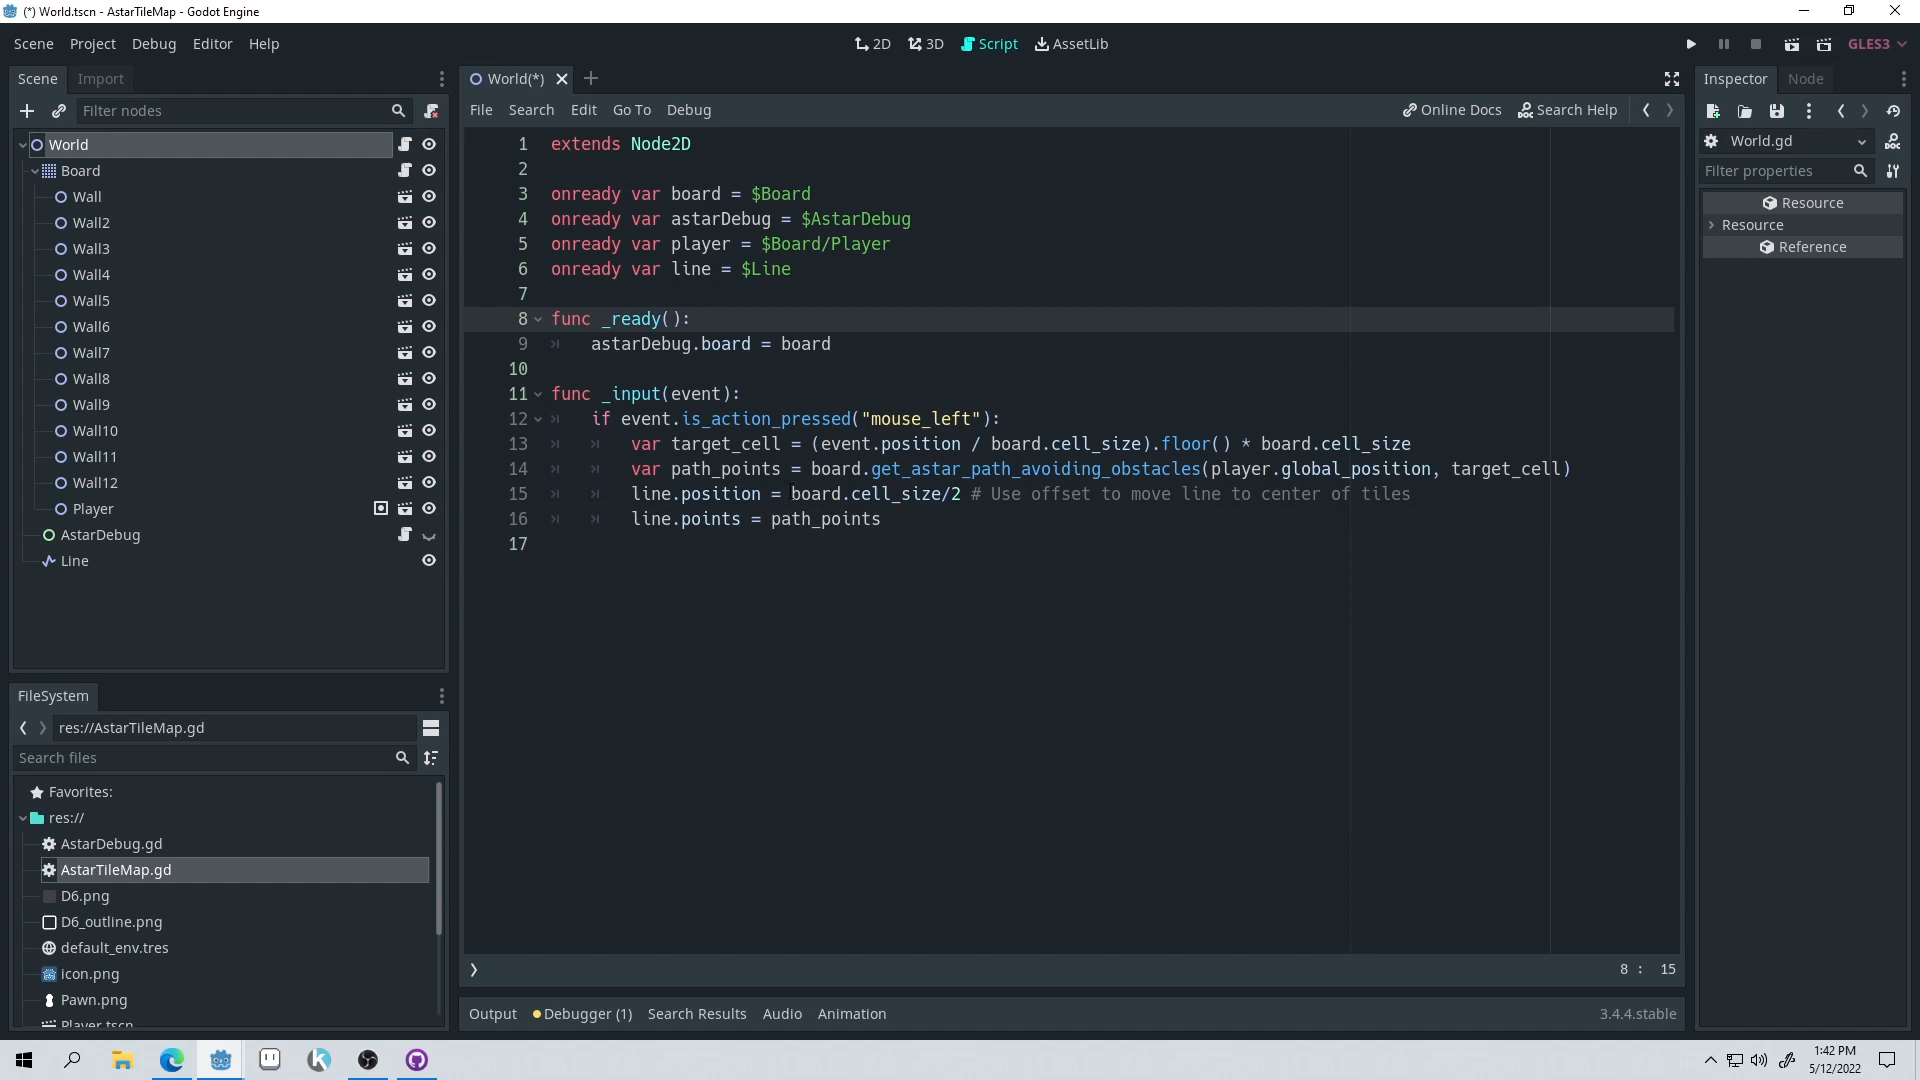 (*) World.tscn - AstarTileMap - Godot Engine
Scene Project Debug Editor Help
2D 3D Script AssetLib
GLES3
Scene Import
World(*)
Inspector Node
Filter nodes
File Search Edit Go To Debug
Online Docs Search Help
World.gd
Filter properties
Resource
Resource
Reference
World
Board
Wall
Wall2
Wall3
Wall4
Wall5
Wall6
Wall7
Wall8
Wall9
Wall10
Wall11
Wall12
Player
AstarDebug
Line
1 extends Node2D
2
3 onready var board = $Board
4 onready var astarDebug = $AstarDebug
5 onready var player = $Board/Player
6 onready var line = $Line
7
8 func _ready():
9 astarDebug.board = board
10
11 func _input(event):
12 if event.is_action_pressed("mouse_left"):
13 var target_cell = (event.position / board.cell_size).floor() * board.cell_size
14 var path_points = board.get_astar_path_avoiding_obstacles(player.global_position, target_cell)
15 line.position = board.cell_size/2 # Use offset to move line to center of tiles
16 line.points = path_points
17
8 : 15
FileSystem
res://AstarTileMap.gd
Search files
Favorites:
res://
AstarDebug.gd
AstarTileMap.gd
D6.png
D6_outline.png
default_env.tres
icon.png
Pawn.png
Player.tscn
Output Debugger (1) Search Results Audio Animation
3.4.4.stable
1:42 PM
5/12/2022